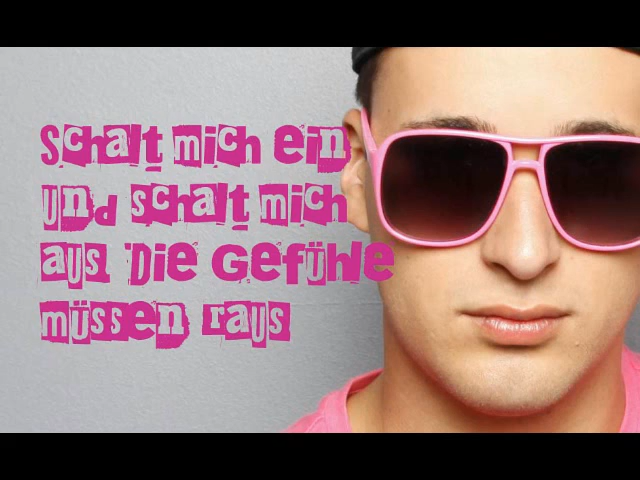 Schalt mich ein
und schalt mich
aus. Die Gefühle
müssen raus